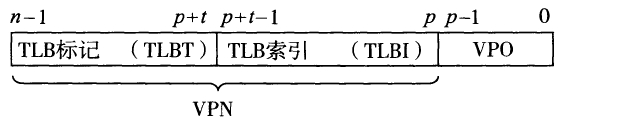 n−1 p+t p+t−1 p p−1 0
TLB标记 （TLBT） TLB索引 （TLBI） VPO
VPN